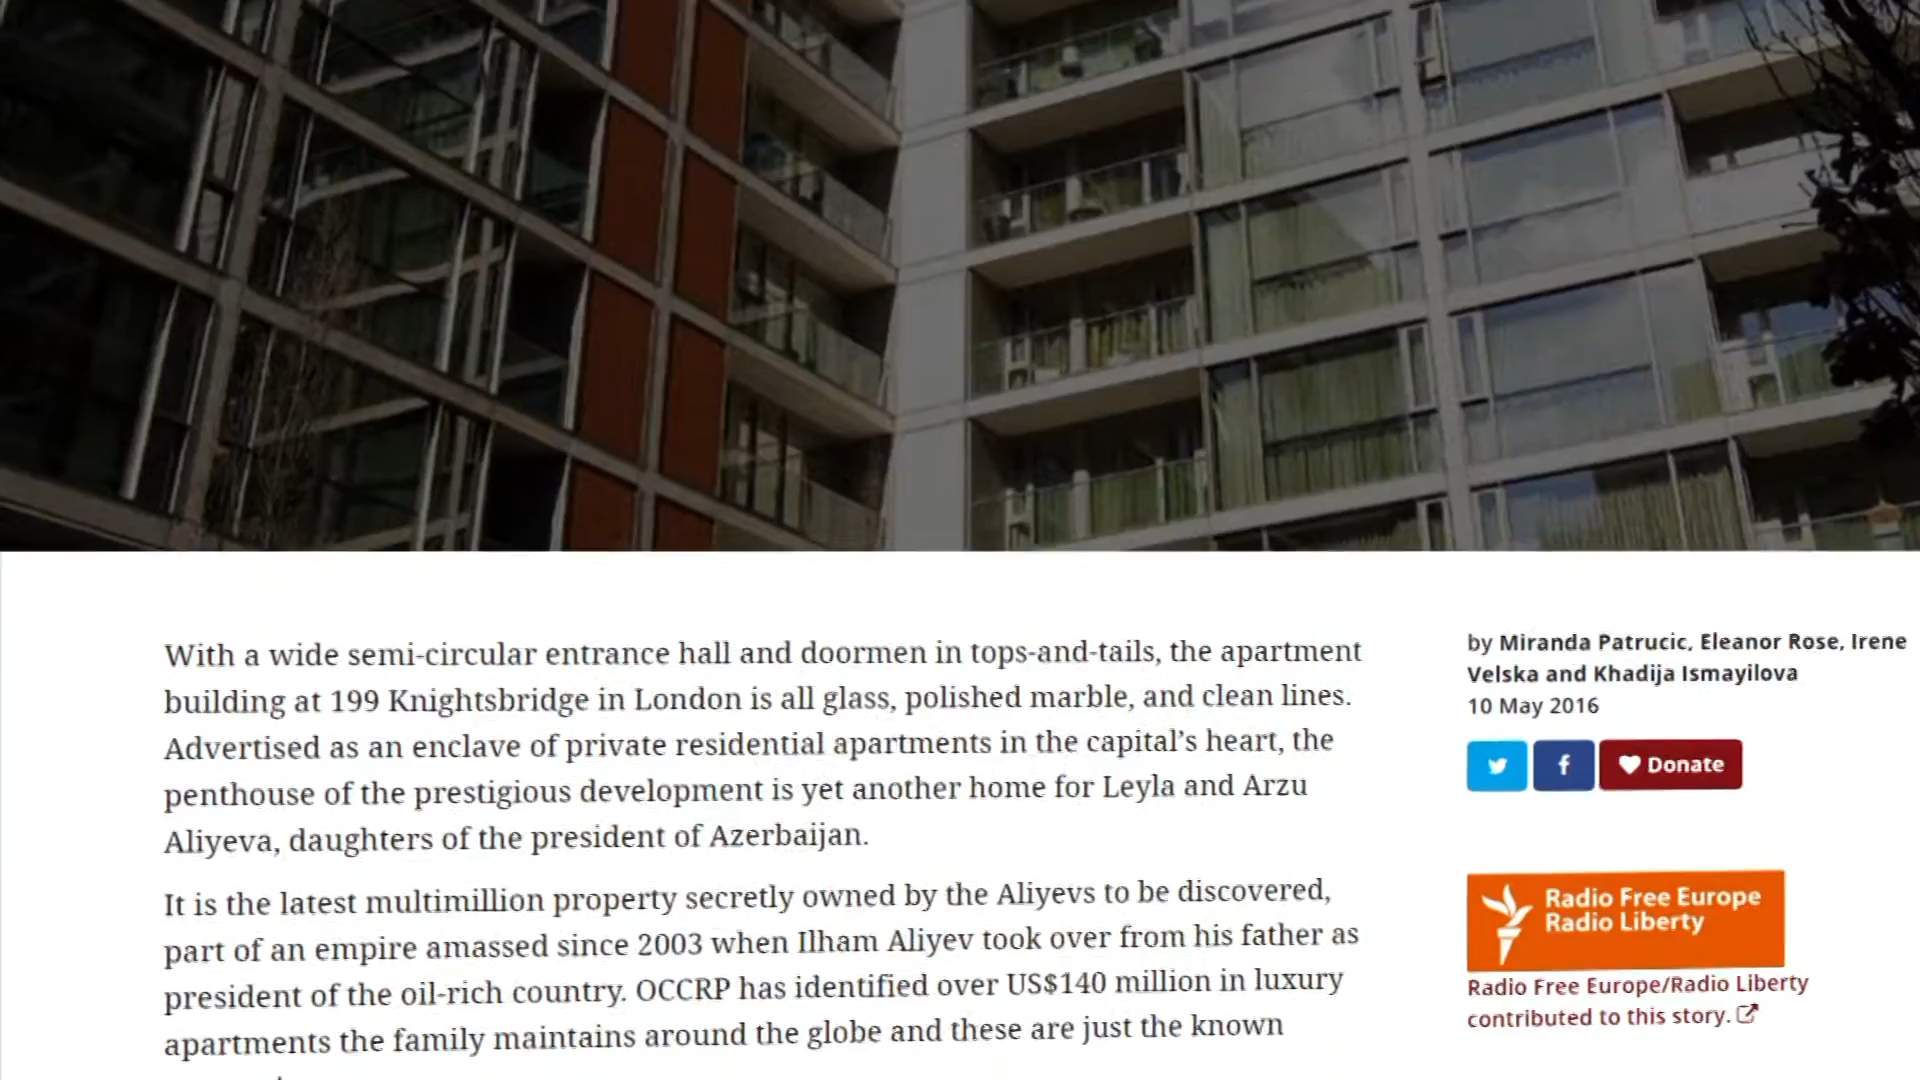 With a wide semi-circular entrance hall and doormen in tops-and-tails, the apartment
building at 199 Knightsbridge in London is all glass, polished marble, and clean lines.
Advertised as an enclave of private residential apartments in the capital’s heart, the
penthouse of the prestigious development is yet another home for Leyla and Arzu
Aliyeva, daughters of the president of Azerbaijan.
It is the latest multimillion property secretly owned by the Aliyevs to be discovered,
part of an empire amassed since 2003 when Ilham Aliyev took over from his father as
president of the oil-rich country. OCCRP has identified over US$140 million in luxury
apartments the family maintains around the globe and these are just the known
by Miranda Patrucic, Eleanor Rose, Irene
Velska and Khadija Ismayilova
10 May 2016
Donate
Radio Free Europe
Radio Liberty
Radio Free Europe/Radio Liberty
contributed to this story.